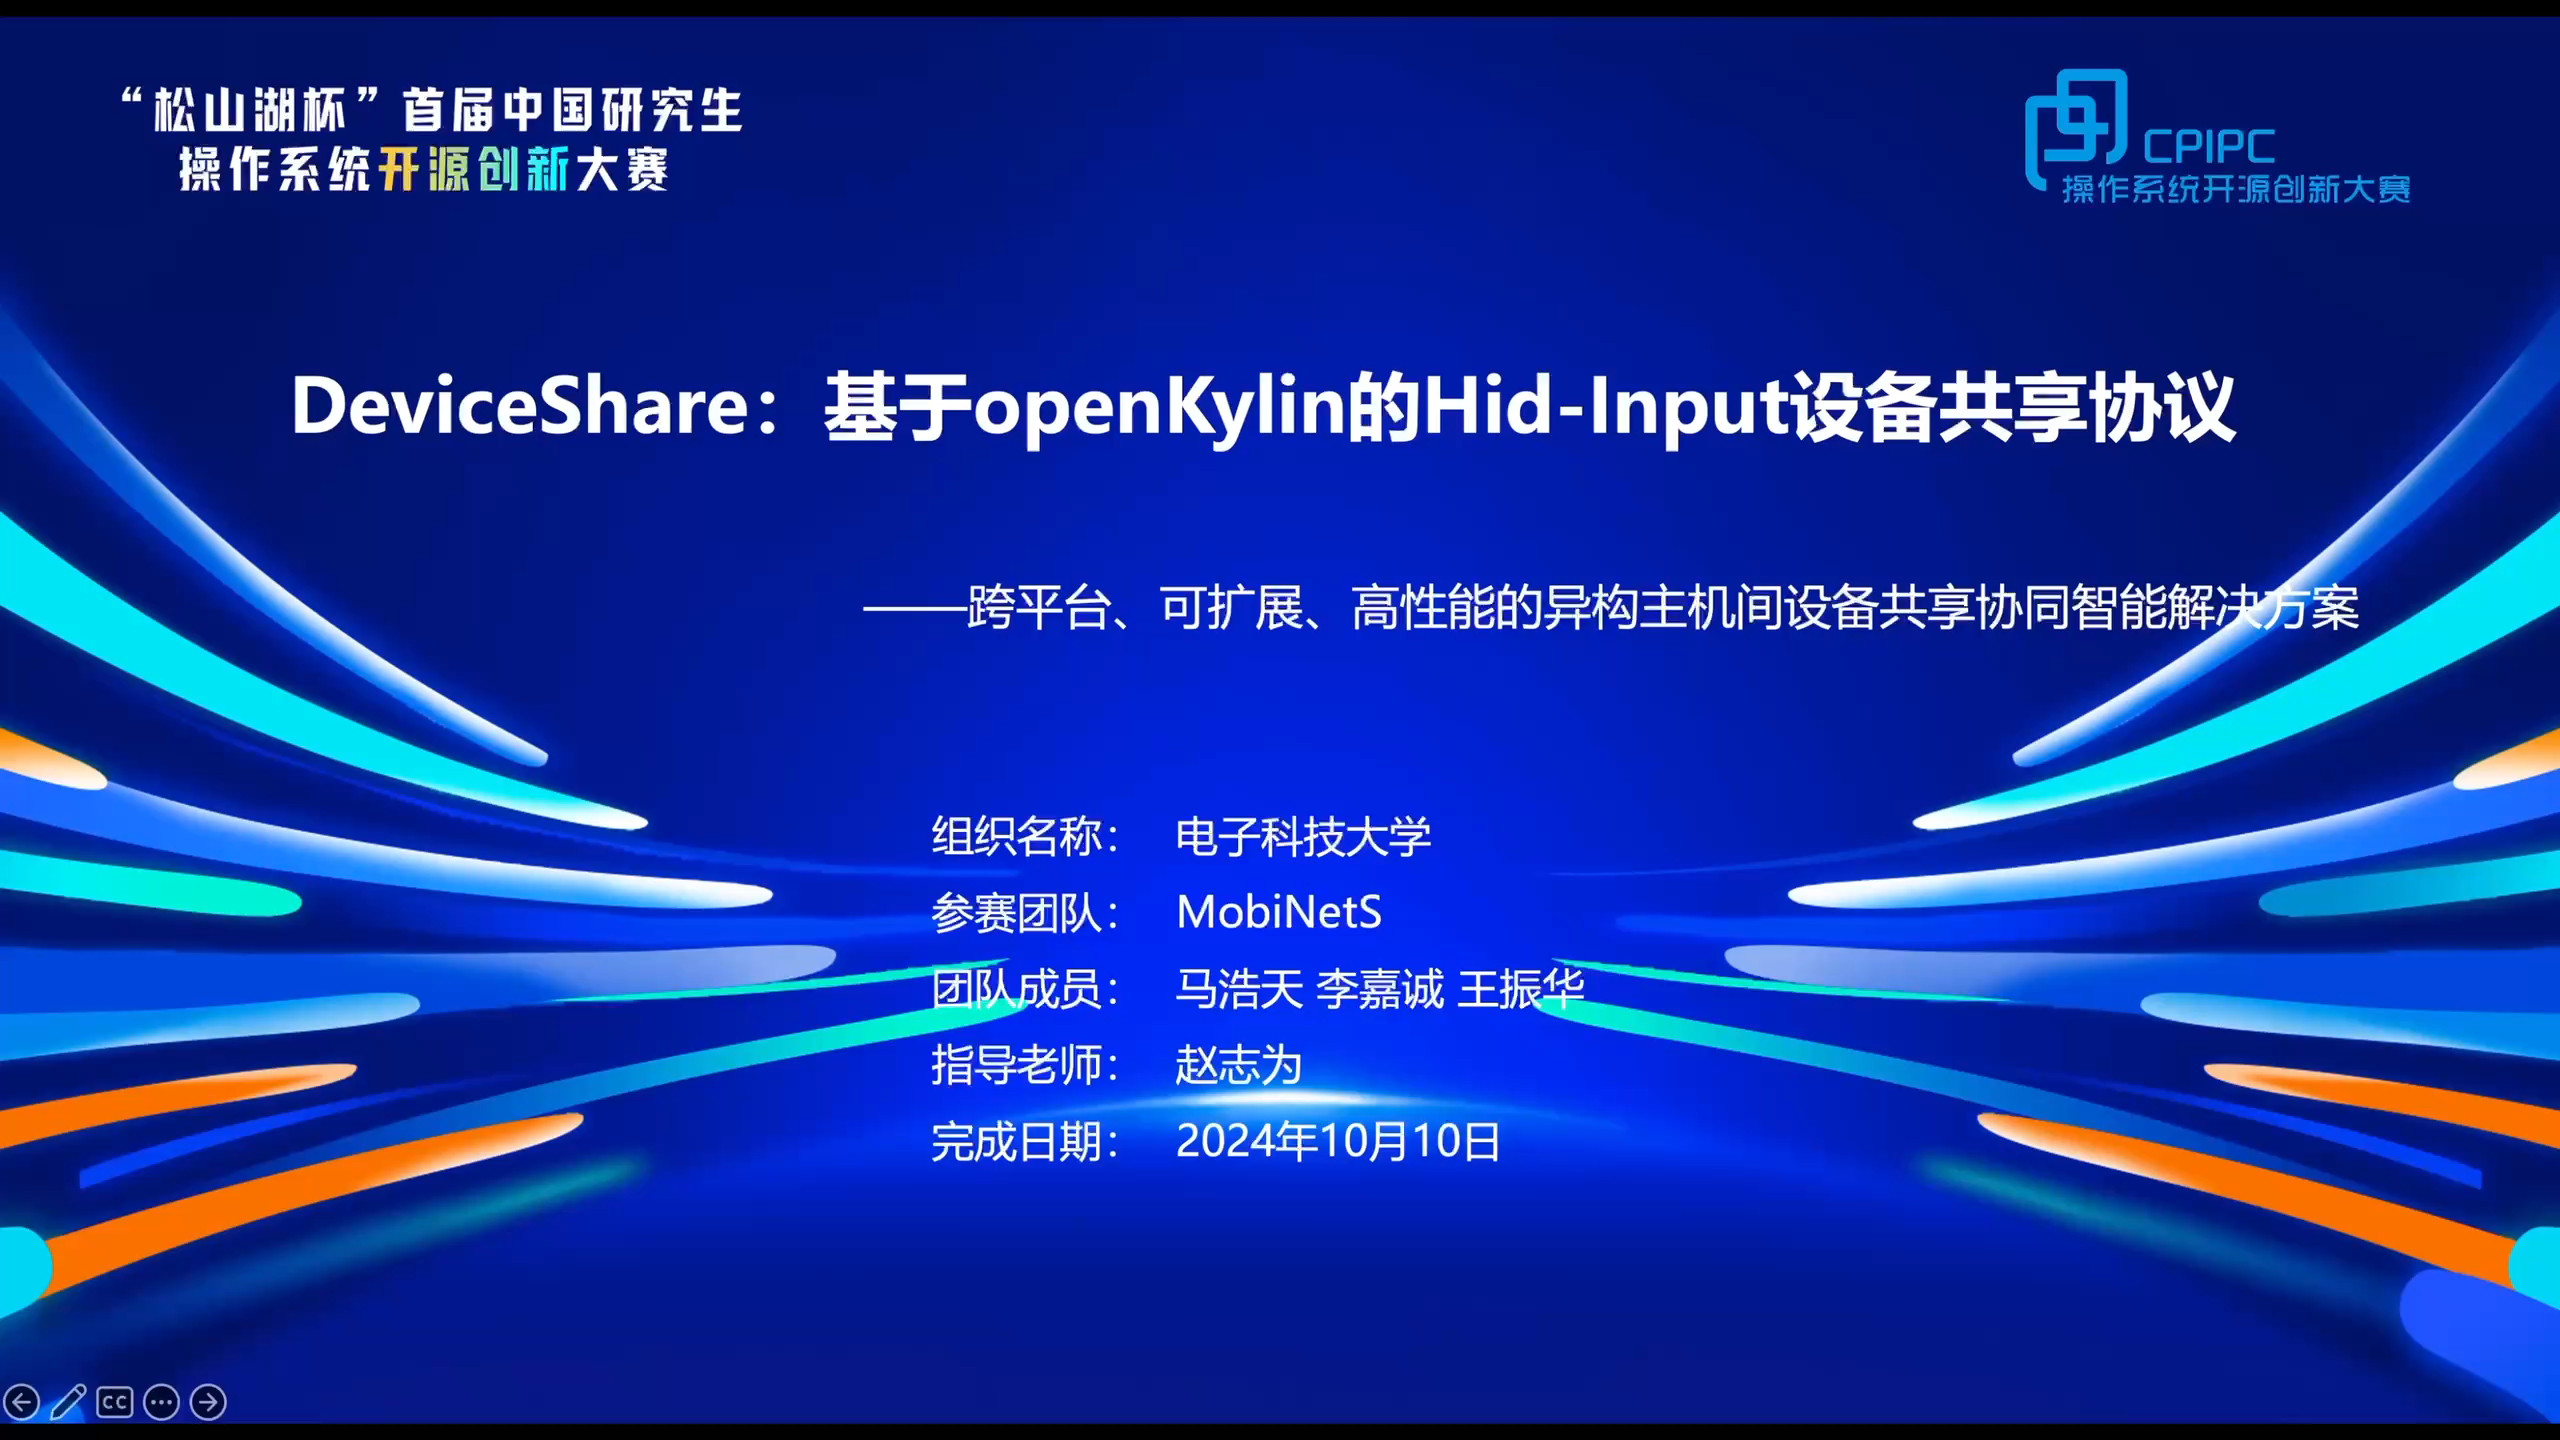 “松山湖杯”首届中国研究生
操作系统开源创新大赛
CPIPC
操作系统开源创新大赛
DeviceShare：基于openKylin的Hid-Input设备共享协议
——跨平台、可扩展、高性能的异构主机间设备共享协同智能解决方案
组织名称： 电子科技大学
参赛团队： MobiNetS
团队成员： 马浩天 李嘉诚 王振华
指导老师： 赵志为
完成日期： 2024年10月10日
CC